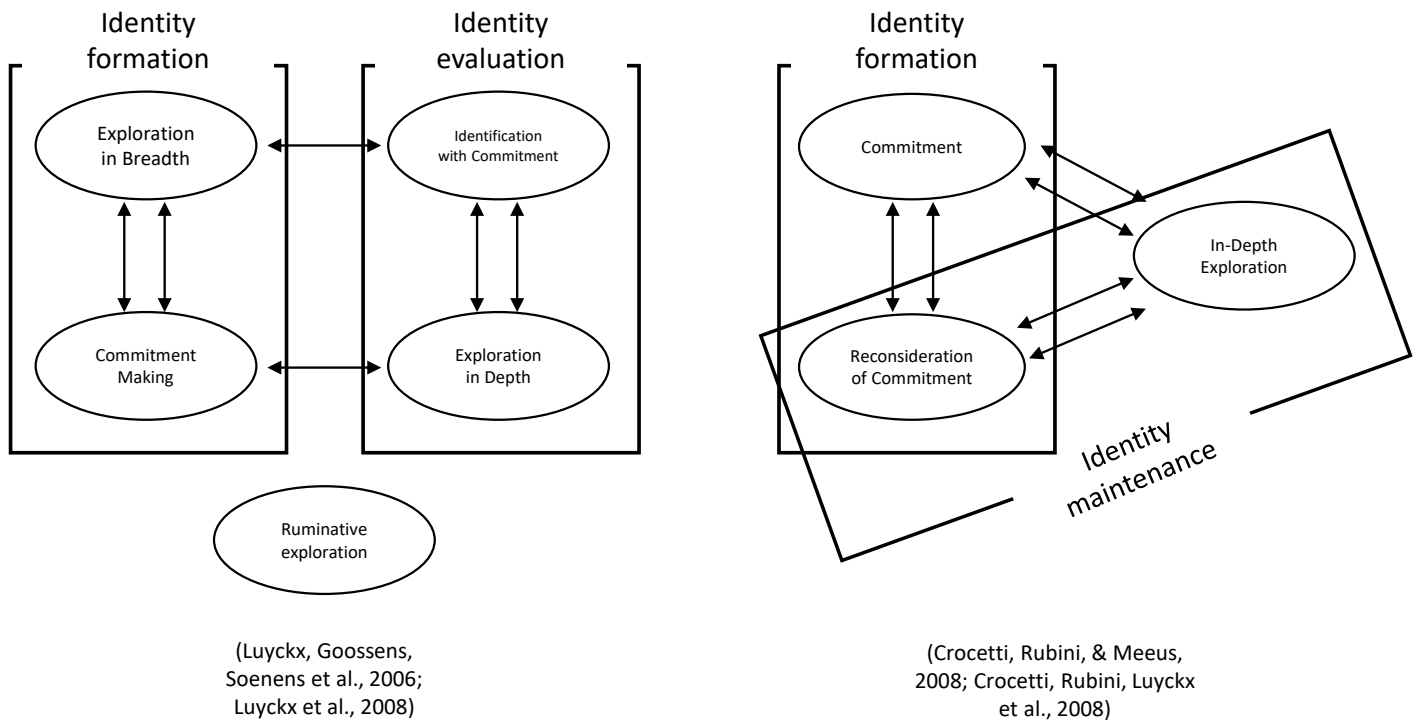 Identity
formation
Exploration
in Breadth
Commitment
Making
Identity
evaluation
Identification
with Commitment
Exploration
in Depth
Ruminative
exploration
(Luyckx, Goossens,
Soenens et al., 2006;
Luyckx et al., 2008)
Identity
formation
Commitment
Reconsideration
of Commitment
In-Depth
Exploration
Identity
maintenance
(Crocetti, Rubini, & Meeus,
2008; Crocetti, Rubini, Luyckx
et al., 2008)